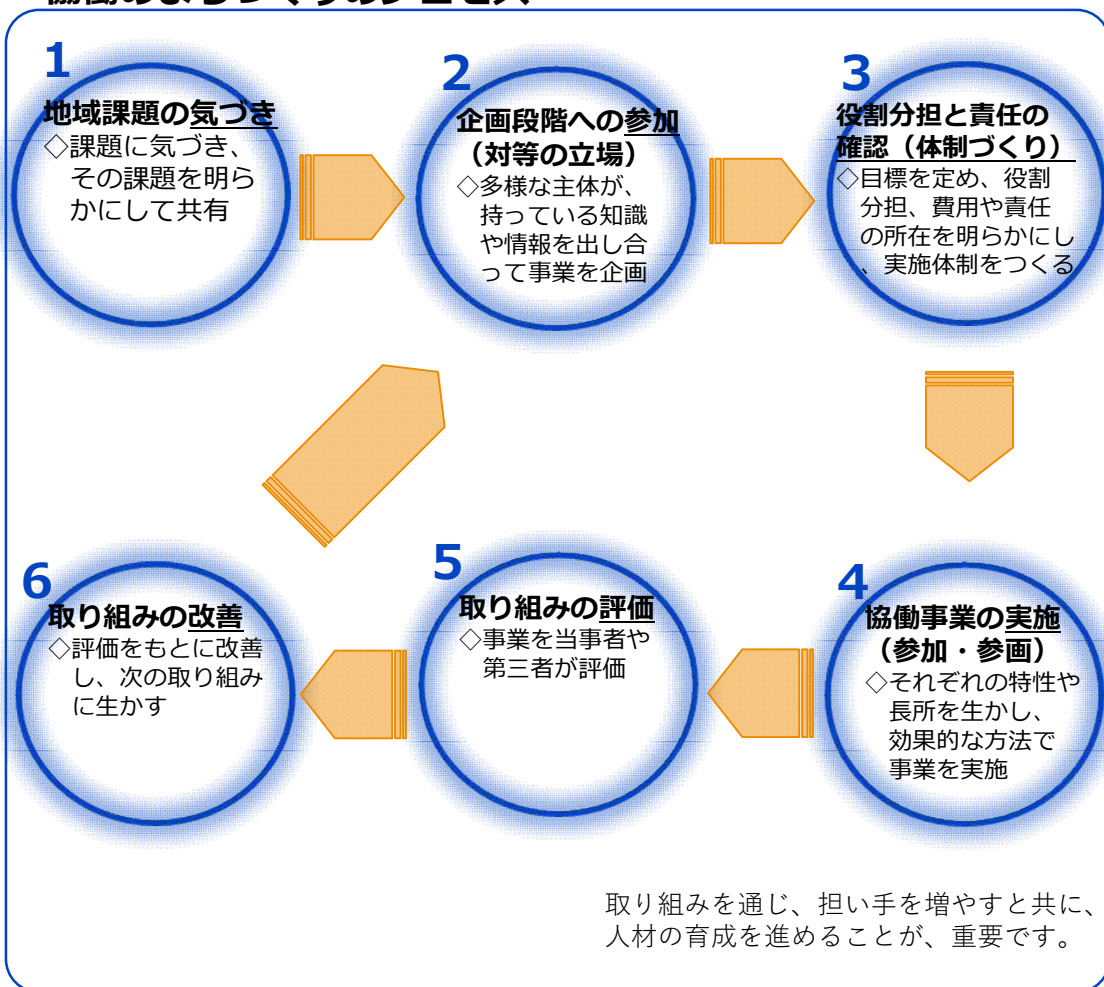 1
地域課題の気づき
◇課題に気づき、
その課題を明ら
かにして共有
2
企画段階への参加
（対等の立場）
◇多様な主体が、
持っている知識
や情報を出し合
って事業を企画
3
役割分担と責任の
確認（体制づくり）
◇目標を定め、役割
分担、費用や責任
の所在を明らかにし
、実施体制をつくる
4
協働事業の実施
（参加・参画）
◇それぞれの特性や
長所を生かし、
効果的な方法で
事業を実施
5
取り組みの評価
◇事業を当事者や
第三者が評価
6
取り組みの改善
◇評価をもとに改善
し、次の取り組み
に生かす
取り組みを通じ、担い手を増やすと共に、
人材の育成を進めることが、重要です。